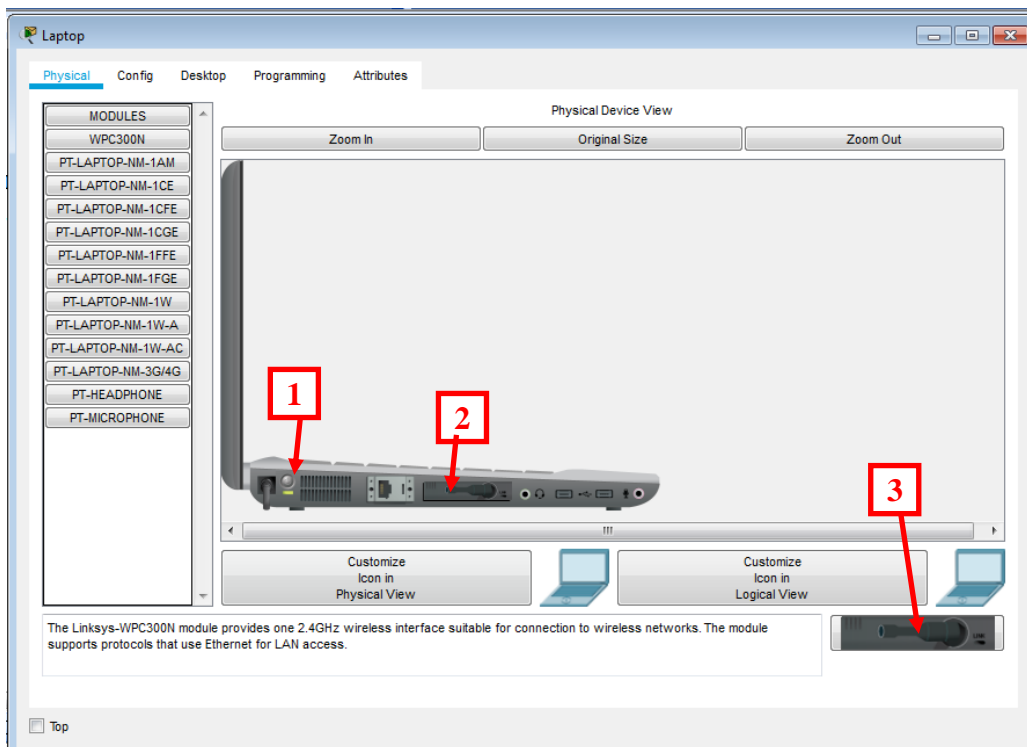 Laptop
Physical Config Desktop Programming Attributes
MODULES
WPC300N
PT-LAPTOP-NM-1AM
PT-LAPTOP-NM-1CE
PT-LAPTOP-NM-1CFE
PT-LAPTOP-NM-1CGE
PT-LAPTOP-NM-1FFE
PT-LAPTOP-NM-1FGE
PT-LAPTOP-NM-1W
PT-LAPTOP-NM-1W-A
PT-LAPTOP-NM-1W-AC
PT-LAPTOP-NM-3G/4G
PT-HEADPHONE
PT-MICROPHONE
Physical Device View
Zoom In Original Size Zoom Out
1
2
3
Customize
Icon in
Physical View
Customize
Icon in
Logical View
The Linksys-WPC300N module provides one 2.4GHz wireless interface suitable for connection to wireless networks. The module
supports protocols that use Ethernet for LAN access.
LINK
Top